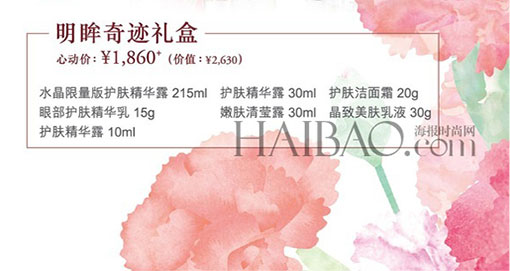 明眸奇迹礼盒
心动价: ¥1,860+ (价值: ¥2,630)
水晶限量版护肤精华露 215ml 护肤精华露 30ml 护肤洁面霜 20g
眼部护肤精华乳 15g 嫩肤清莹露 30ml 晶致美肤乳液 30g
护肤精华露 10ml
HAIBAO.com 海报时尚网